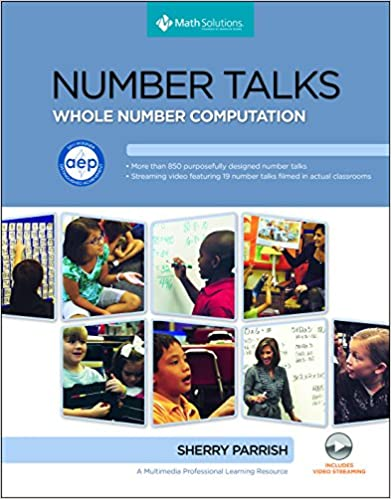 Math Solutions.
NUMBER TALKS
WHOLE NUMBER COMPUTATION
aep
• More than 850 purposefully designed number talks
• Streaming video featuring 19 number talks filmed in actual classrooms
SHERRY PARRISH
A Multimedia Professional Learning Resource
INCLUDES
VIDEO STREAMING